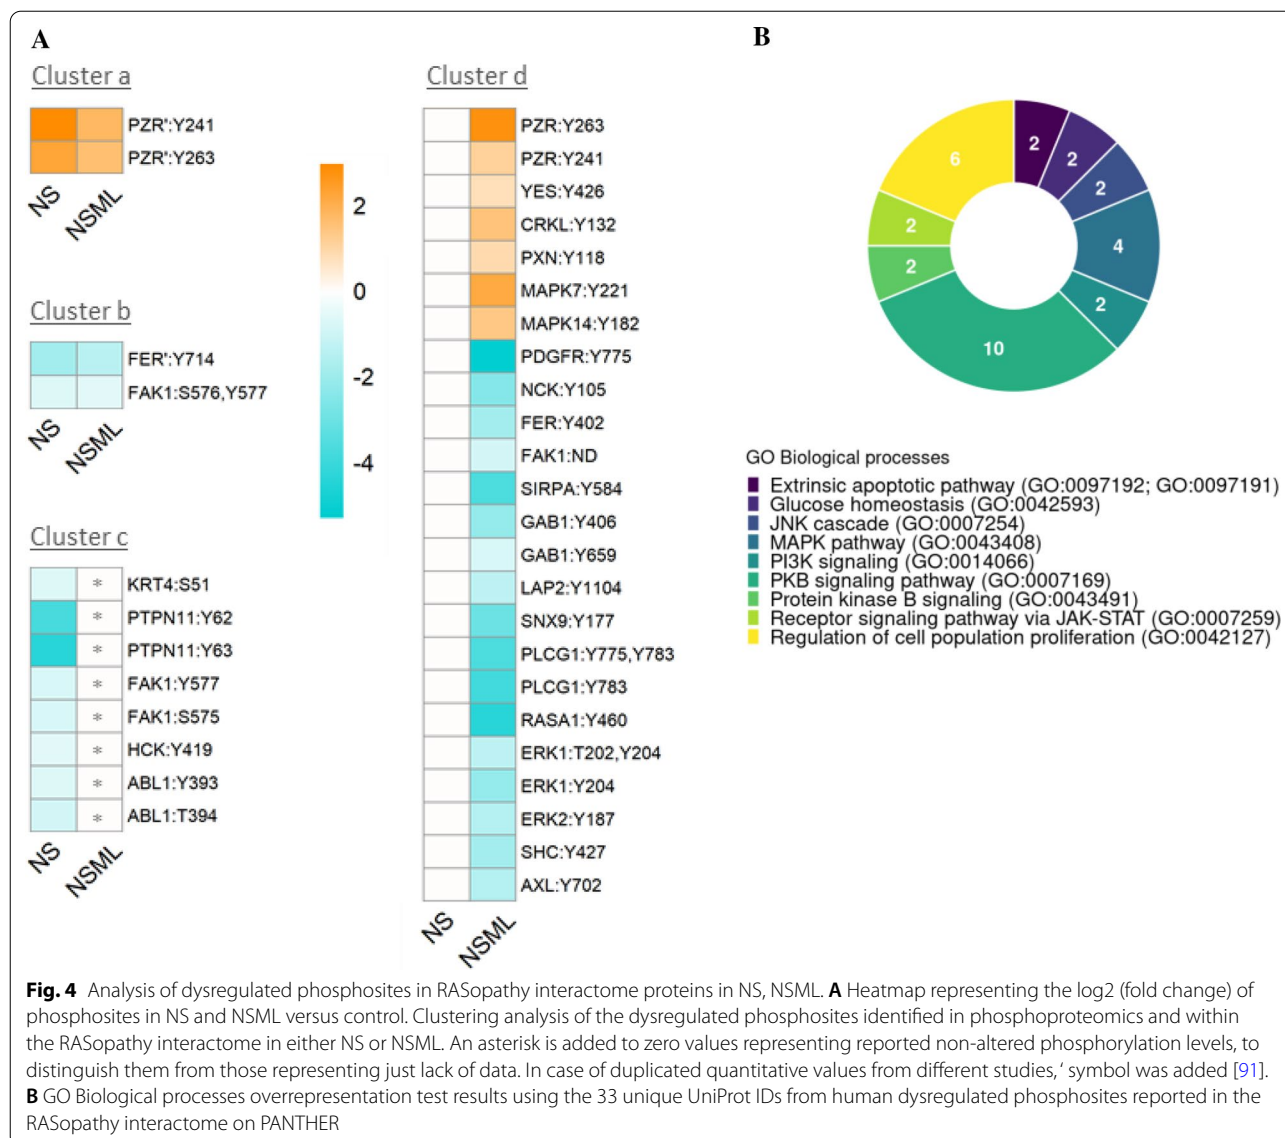 A
Cluster a
PZR':Y241
PZR':Y263
NS
NSML
Cluster b
FER':Y714
FAK1:S576,Y577
NS
NSML
Cluster c
KRT4:S51
*
PTPN11:Y62
*
PTPN11:Y63
*
FAK1:Y577
*
FAK1:S575
*
HCK:Y419
*
ABL1:Y393
*
ABL1:T394
*
NS
NSML
2
0
-2
-4
Cluster d
PZR:Y263
PZR:Y241
YES:Y426
CRKL:Y132
PXN:Y118
MAPK7:Y221
MAPK14:Y182
PDGFR:Y775
NCK:Y105
FER:Y402
FAK1:ND
SIRPA:Y584
GAB1:Y406
GAB1:Y659
LAP2:Y1104
SNX9:Y177
PLCG1:Y775,Y783
PLCG1:Y783
RASA1:Y460
ERK1:T202,Y204
ERK1:Y204
ERK2:Y187
SHC:Y427
AXL:Y702
NS
NSML
B
2
2
2
4
2
10
2
2
6
GO Biological processes
Extrinsic apoptotic pathway (GO:0097192; GO:0097191)
Glucose homeostasis (GO:0042593)
JNK cascade (GO:0007254)
MAPK pathway (GO:0043408)
PI3K signaling (GO:0014066)
PKB signaling pathway (GO:0007169)
Protein kinase B signaling (GO:0043491)
Receptor signaling pathway via JAK-STAT (GO:0007259)
Regulation of cell population proliferation (GO:0042127)
Fig. 4 Analysis of dysregulated phosphosites in RASopathy interactome proteins in NS, NSML. A Heatmap representing the log2 (fold change) of
phosphosites in NS and NSML versus control. Clustering analysis of the dysregulated phosphosites identified in phosphoproteomics and within
the RASopathy interactome in either NS or NSML. An asterisk is added to zero values representing reported non-altered phosphorylation levels, to
distinguish them from those representing just lack of data. In case of duplicated quantitative values from different studies, ‘ symbol was added [91].
B GO Biological processes overrepresentation test results using the 33 unique UniProt IDs from human dysregulated phosphosites reported in the
RASopathy interactome on PANTHER